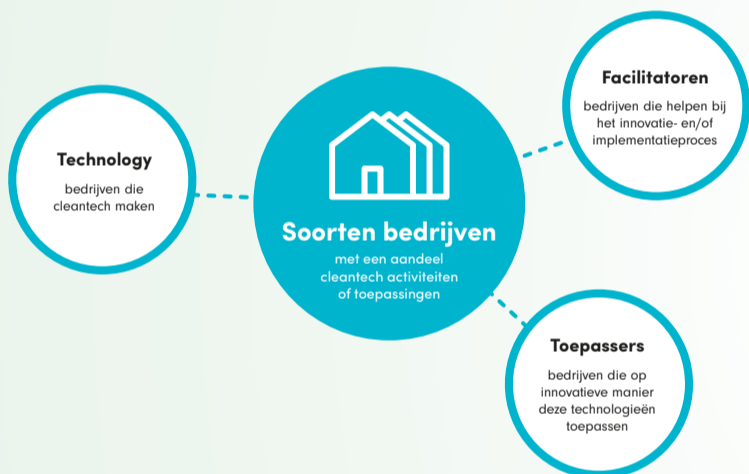 Technology
bedrijven die
cleantech maken
Soorten bedrijven
met een aandeel
cleantech activiteiten
of toepassingen
Facilitatoren
bedrijven die helpen bij
het innovatie- en/of
implementatieproces
Toepassers
bedrijven die op
innovatieve manier
deze technologieën
toepassen